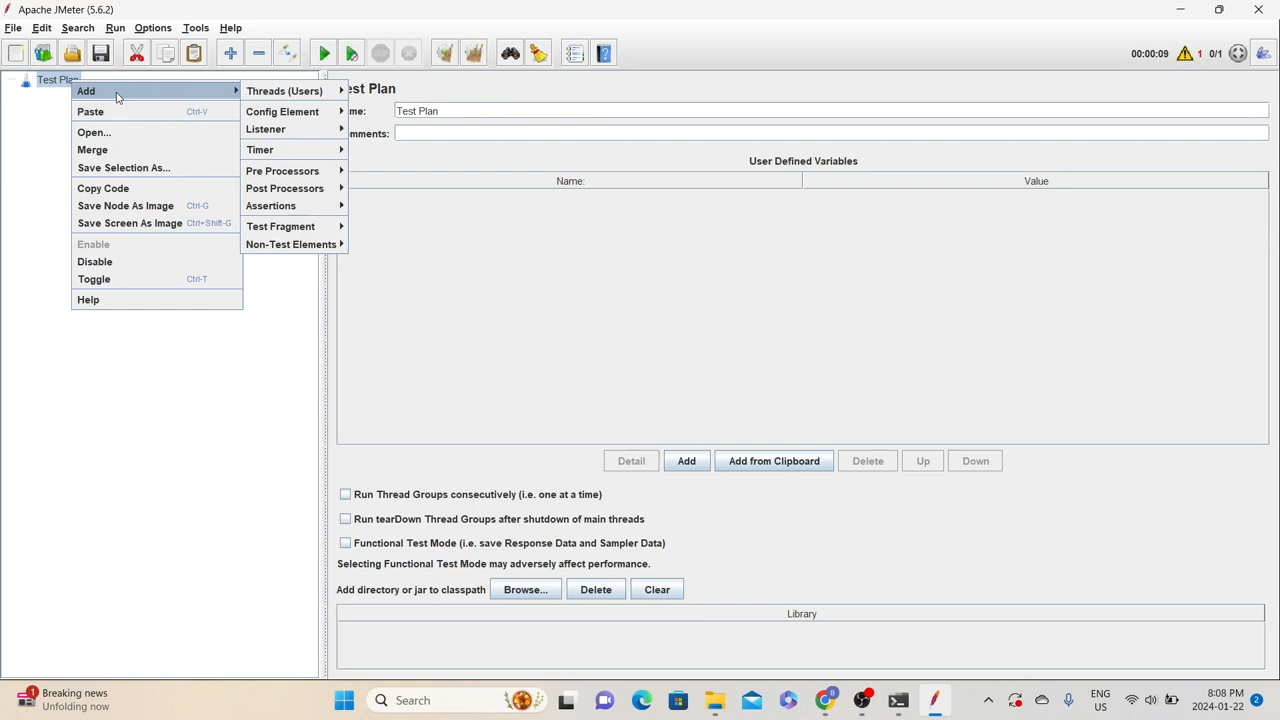 Apache JMeter (5.6.2)
File Edit Search Run Options Tools Help
00:00:09 1 0/1
Test Plan
Add
Paste Ctrl-V
Open...
Merge
Save Selection As...
Copy Code
Save Node As Image Ctrl-G
Save Screen As Image Ctrl+Shift-G
Enable
Disable
Toggle Ctrl-T
Help
Threads (Users)
Config Element
Listener
Timer
Pre Processors
Post Processors
Assertions
Test Fragment
Non-Test Elements
est Plan
me: Test Plan
mments:
User Defined Variables
Name: Value
Detail Add Add from Clipboard Delete Up Down
Run Thread Groups consecutively (i.e. one at a time)
Run tearDown Thread Groups after shutdown of main threads
Functional Test Mode (i.e. save Response Data and Sampler Data)
Selecting Functional Test Mode may adversely affect performance.
Add directory or jar to classpath Browse... Delete Clear
Library
1 Breaking news
Unfolding now
Search
ENG
US
8:08 PM
2024-01-22
2